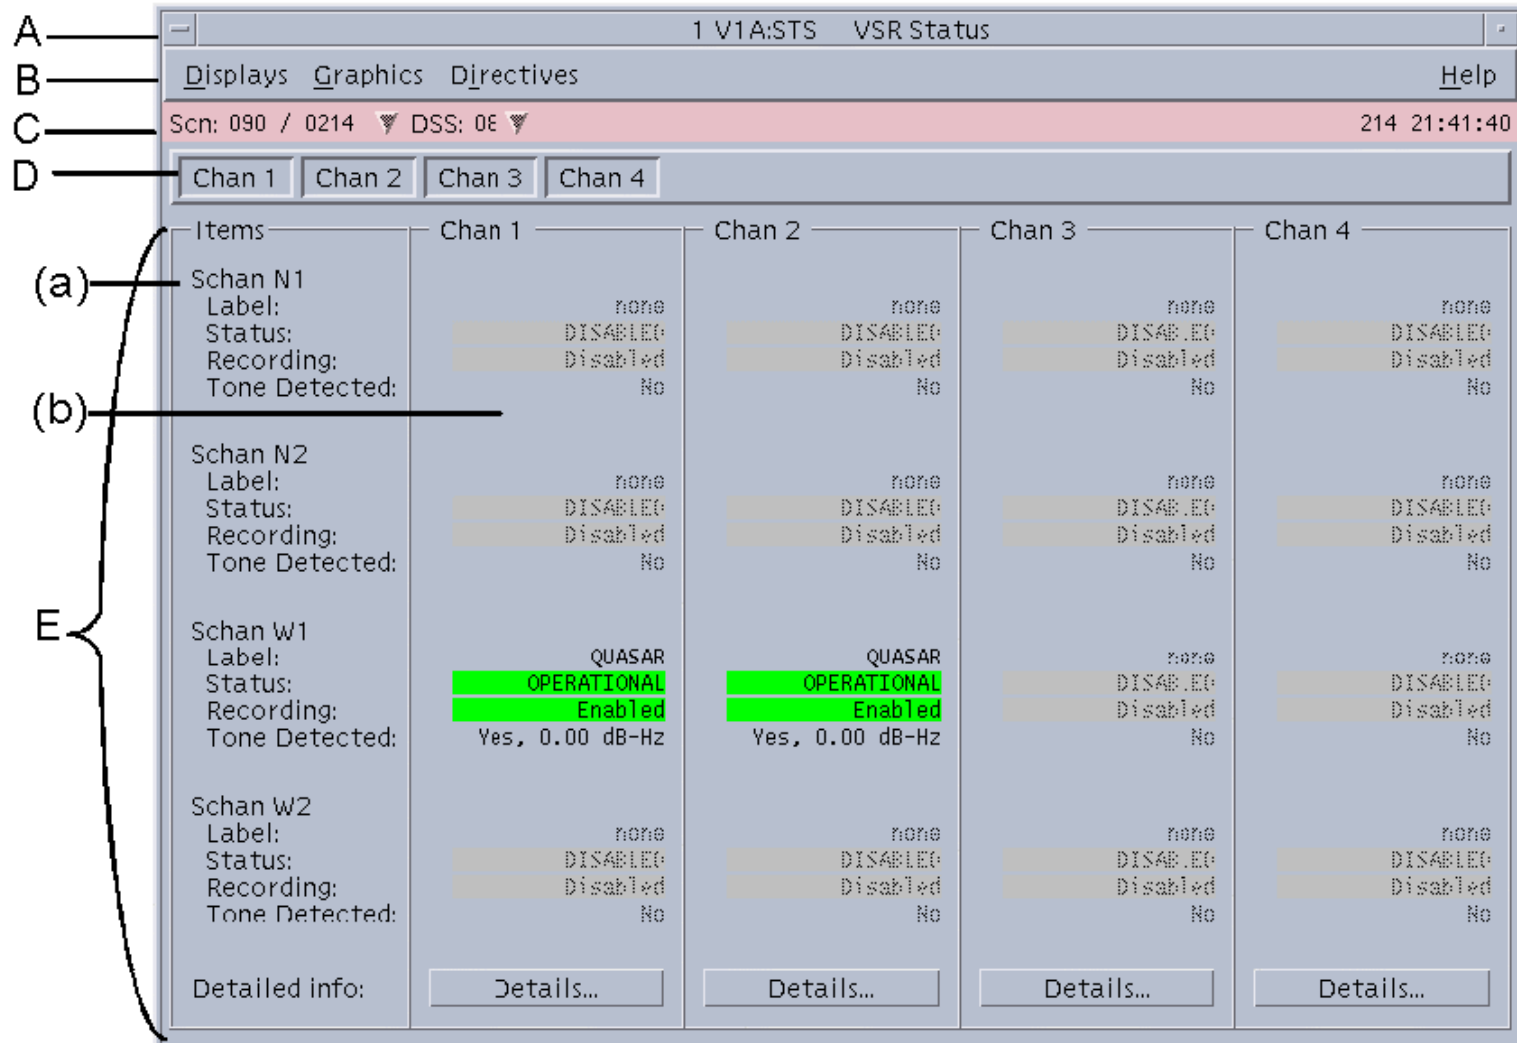 A 1 V1A:STS VSR Status
B Displays Graphics Directives Help
C Scn: 090 / 0214 DSS: 08 214 21:41:40
D Chan 1 Chan 2 Chan 3 Chan 4
Items Chan 1 Chan 2 Chan 3 Chan 4
(a) Schan N1
Label: none none none none
Status: DISABLED DISABLED DISABLED DISABLED
Recording: Disabled Disabled Disabled Disabled
Tone Detected: No No No No
(b)
Schan N2
Label: none none none none
Status: DISABLED DISABLED DISABLED DISABLED
Recording: Disabled Disabled Disabled Disabled
Tone Detected: No No No No
E
Schan W1
Label: QUASAR QUASAR none none
Status: OPERATIONAL OPERATIONAL DISABLED DISABLED
Recording: Enabled Enabled Disabled Disabled
Tone Detected: Yes, 0.00 dB-Hz Yes, 0.00 dB-Hz No No
Schan W2
Label: none none none none
Status: DISABLED DISABLED DISABLED DISABLED
Recording: Disabled Disabled Disabled Disabled
Tone Detected: No No No No
Detailed info: Details... Details... Details... Details...